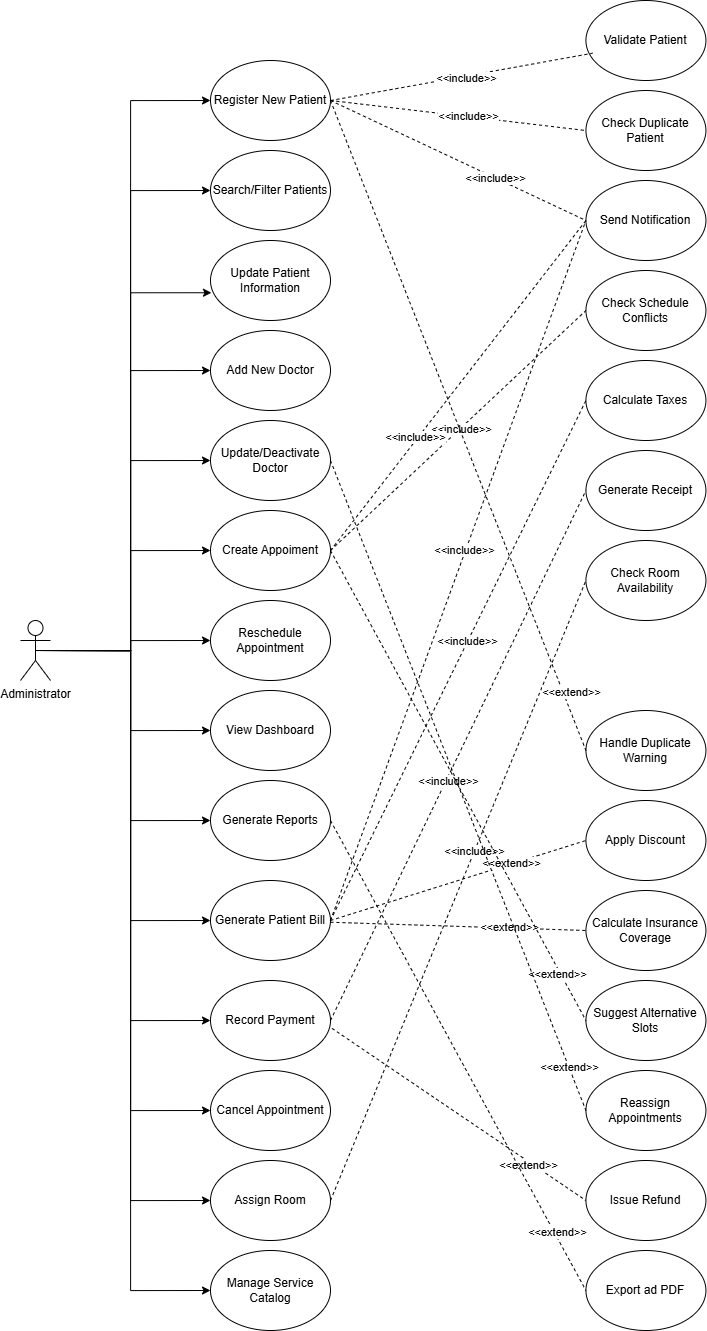 Validate Patient
<<include>>
Register New Patient
<<include>>
Check Duplicate
Patient
<<include>>
Search/Filter Patients
Send Notification
Update Patient
Information
Check Schedule
Conflicts
Add New Doctor
Calculate Taxes
<<include>>
<<include>>
Update/Deactivate
Doctor
Generate Receipt
Create Appoiment
<<include>>
Check Room
Availability
Reschedule
Appointment
<<include>>
Administrator
<<extend>>
View Dashboard
Handle Duplicate
Warning
<<include>>
Generate Reports
Apply Discount
<<include>>
<<extend>>
Generate Patient Bill
<<extend>>
Calculate Insurance
Coverage
<<extend>>
Record Payment
Suggest Alternative
Slots
<<extend>>
Cancel Appointment
Reassign
Appointments
<<extend>>
Assign Room
Issue Refund
<<extend>>
Manage Service
Catalog
Export ad PDF